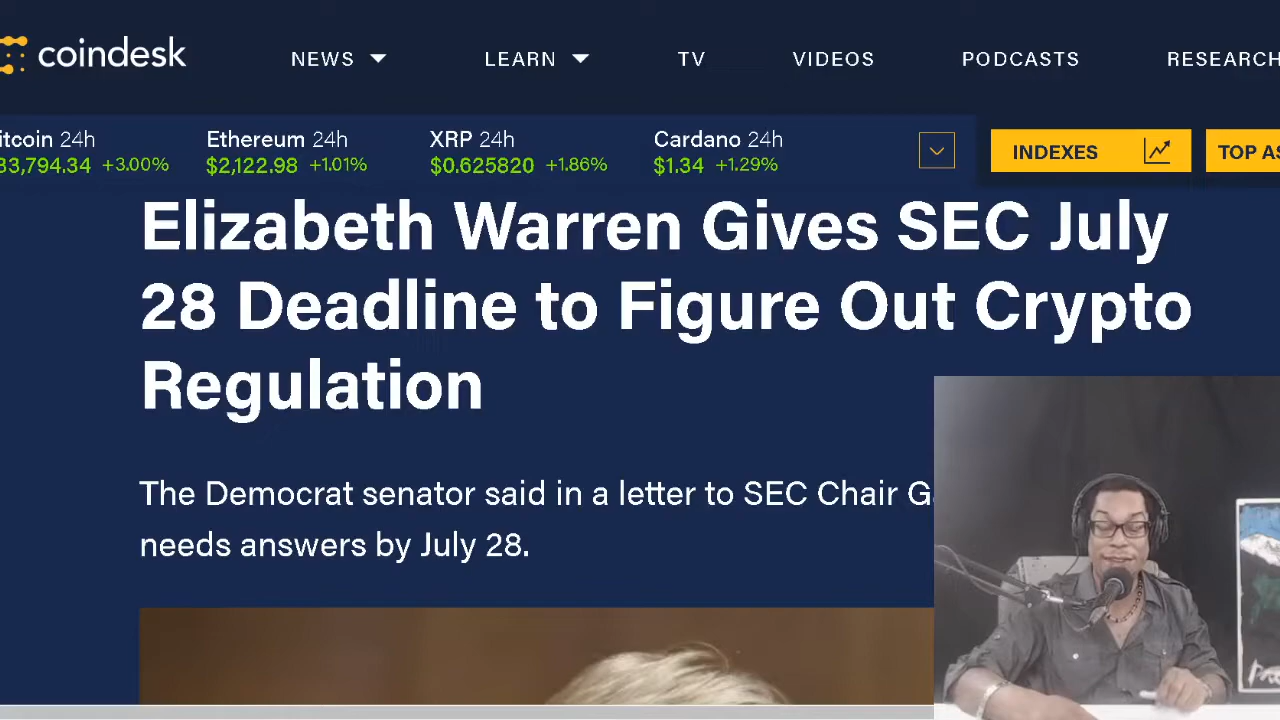 coindesk NEWS LEARN TV VIDEOS PODCASTS RESEARCH
itcoin 24h Ethereum 24h XRP 24h Cardano 24h
33,794.34 +3.00% $2,122.98 +1.01% $0.625820 +1.86% $1.34 +1.29%
INDEXES TOP AS
Elizabeth Warren Gives SEC July
28 Deadline to Figure Out Crypto
Regulation
The Democrat senator said in a letter to SEC Chair Ga
needs answers by July 28.